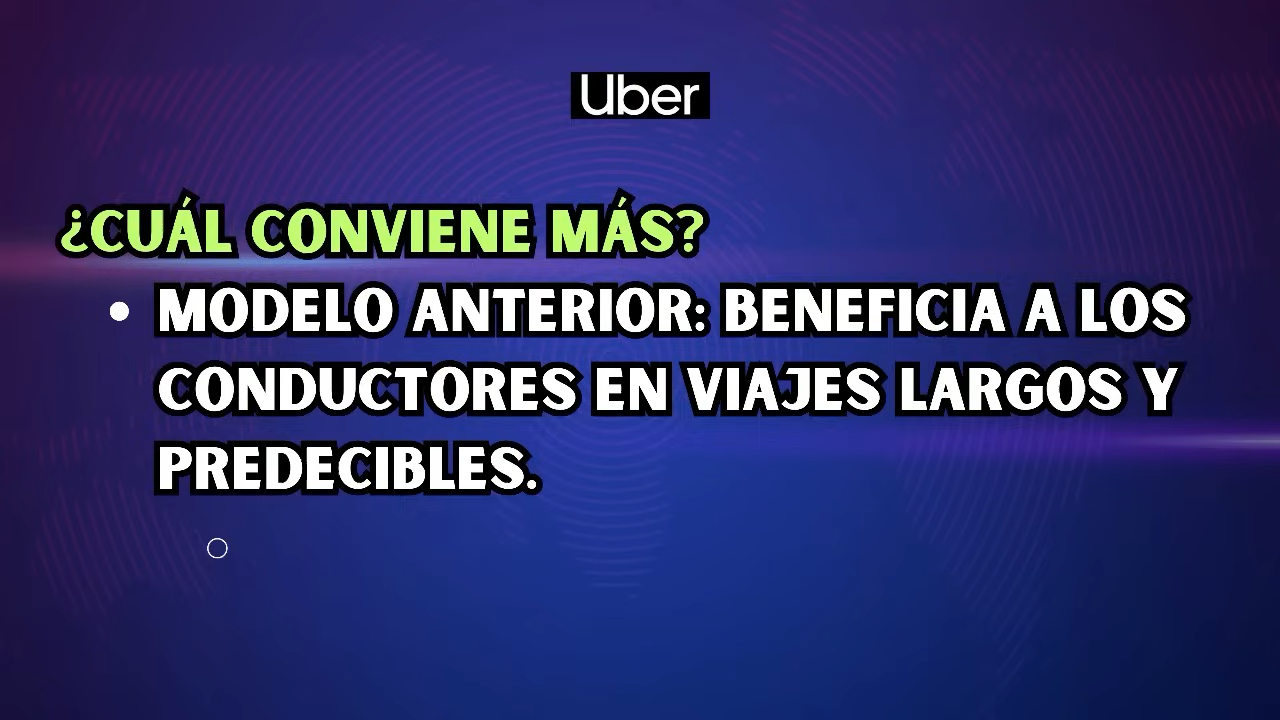 Uber
¿CUÁL CONVIENE MÁS?
• MODELO ANTERIOR: BENEFICIA A LOS
CONDUCTORES EN VIAJES LARGOS Y
PREDECIBLES.